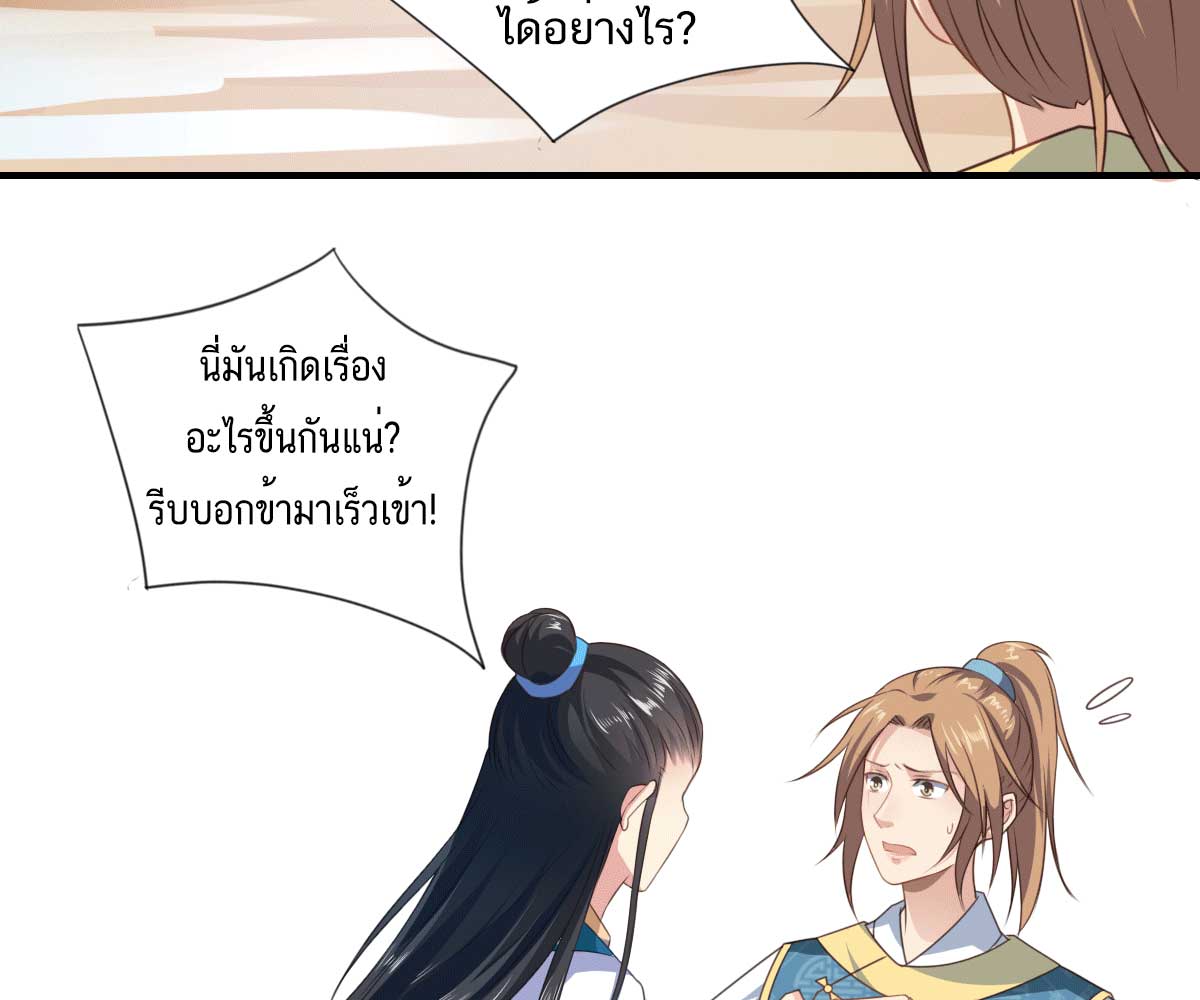 ได้อย่างไร?
นี่มันเกิดเรื่อง
อะไรขึ้นกันแน่?
รีบบอกข้ามาเร็วเข้า!